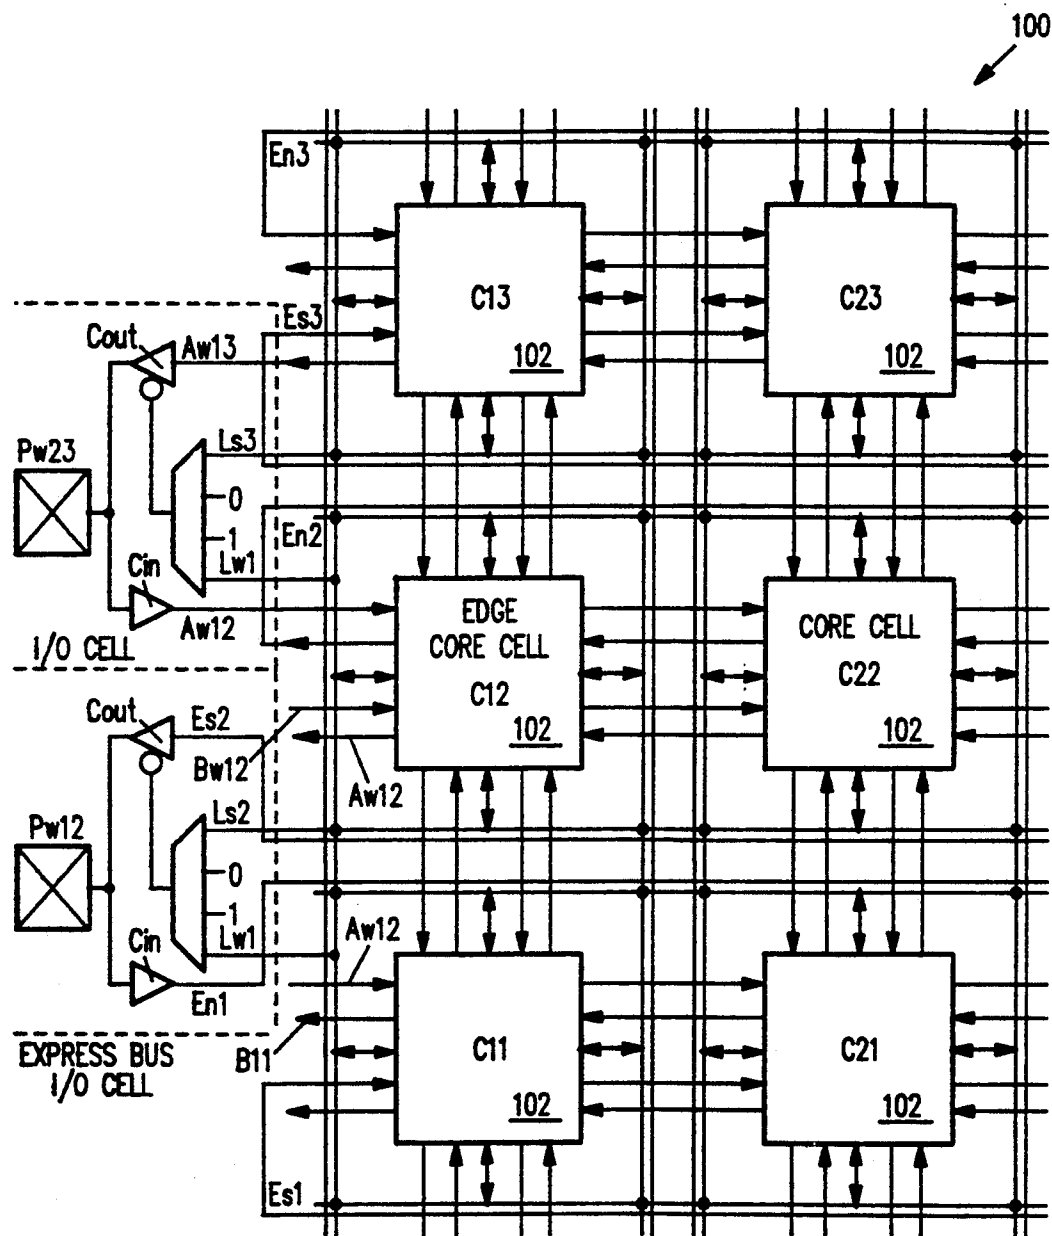 100
En3
C13
C23
Es3
Cout
Aw13
102
102
Pw23
Ls3
0
1
En2
Cin
Lw1
Aw12
EDGE
CORE CELL
C12
CORE CELL
C22
I/O CELL
Cout
Es2
102
102
Bw12
Aw12
Pw12
Ls2
0
1
Aw12
Cin
Lw1
En1
EXPRESS BUS
I/O CELL
B11
C11
C21
102
102
Es1